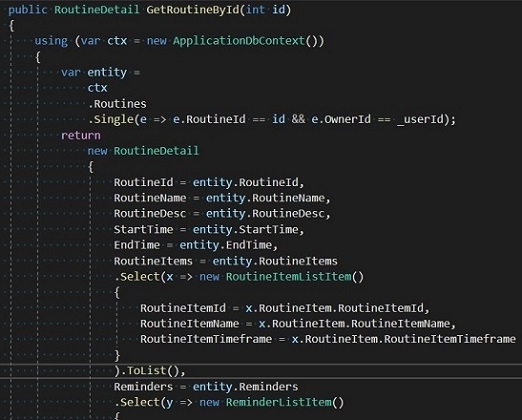 public RoutineDetail GetRoutineById(int id)
{
using (var ctx = new ApplicationDbContext())
{
var entity =
ctx
.Routines
.Single(e => e.RoutineId == id && e.OwnerId == _userId);
return
new RoutineDetail
{
RoutineId = entity.RoutineId,
RoutineName = entity.RoutineName,
RoutineDesc = entity.RoutineDesc,
StartTime = entity.StartTime,
EndTime = entity.EndTime,
RoutineItems = entity.RoutineItems
.Select(x => new RoutineItemListItem()
{
RoutineItemId = x.RoutineItem.RoutineItemId,
RoutineItemName = x.RoutineItem.RoutineItemName,
RoutineItemTimeframe = x.RoutineItem.RoutineItemTimeframe
}
).ToList(),
Reminders = entity.Reminders
.Select(y => new ReminderListItem()
{